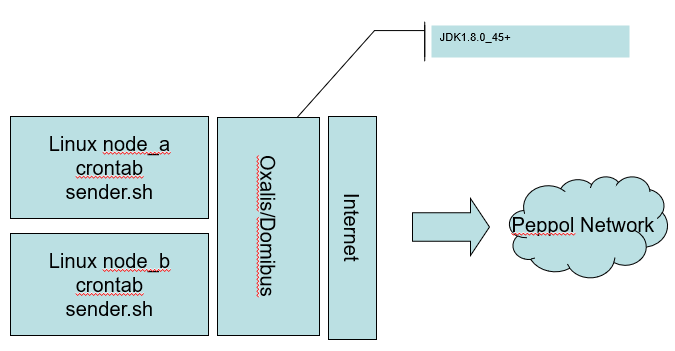 JDK1.8.0_45+
Linux node_a
crontab
sender.sh
Linux node_b
crontab
sender.sh
Oxalis/Domibus
Internet
Peppol Network